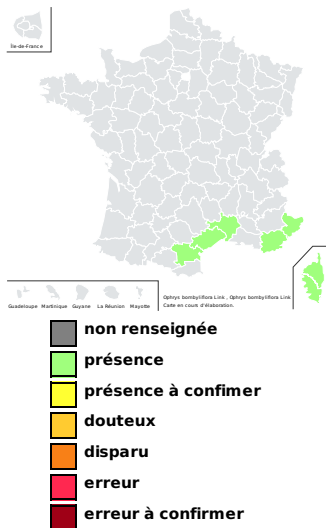 Île-de-France
Guadeloupe Martinique Guyane La Réunion Mayotte
Ophrys bombyliflora Link , Ophrys bombyliflora Link
Carte en cours d'élaboration.
non renseignée
présence
présence à confimer
douteux
disparu
erreur
erreur à confirmer